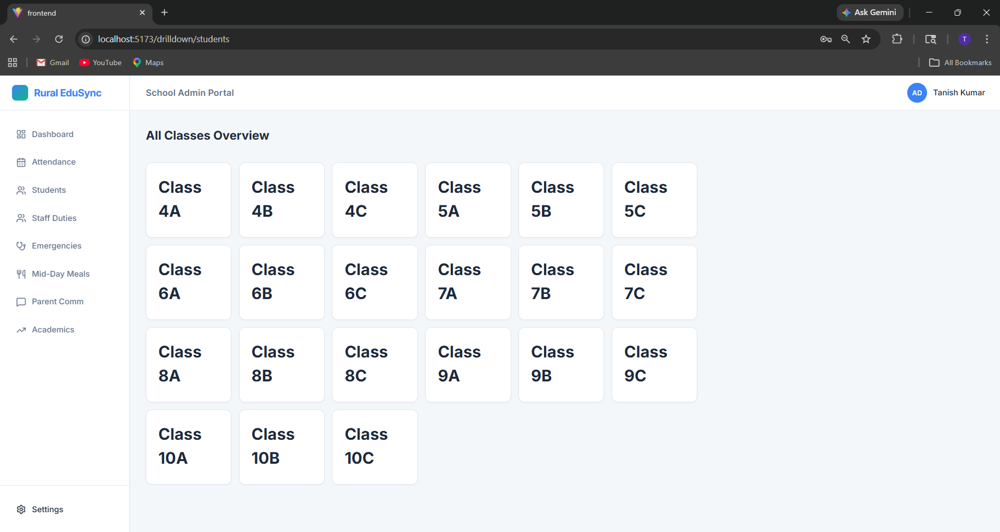 frontend
Ask Gemini
localhost:5173/drilldown/students
T
Gmail
YouTube
Maps
All Bookmarks
Rural EduSync
School Admin Portal
AD
Tanish Kumar
Dashboard
Attendance
Students
Staff Duties
Emergencies
Mid-Day Meals
Parent Comm
Academics
Settings
All Classes Overview
Class
4A
Class
4B
Class
4C
Class
5A
Class
5B
Class
5C
Class
6A
Class
6B
Class
6C
Class
7A
Class
7B
Class
7C
Class
8A
Class
8B
Class
8C
Class
9A
Class
9B
Class
9C
Class
10A
Class
10B
Class
10C